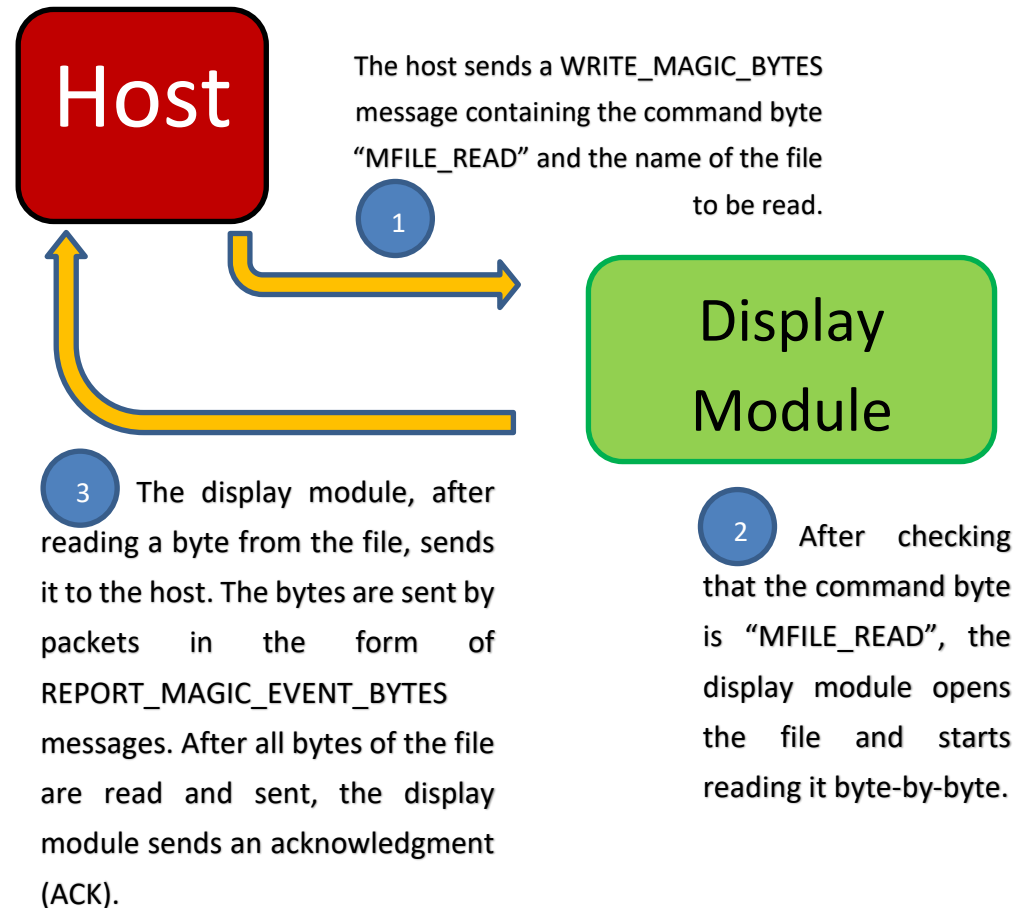 Host
The host sends a WRITE_MAGIC_BYTES
message containing the command byte
“MFILE_READ” and the name of the file
to be read.
1
Display
Module
2 After checking
that the command byte
is “MFILE_READ”, the
display module opens
the file and starts
reading it byte-by-byte.
3 The display module, after
reading a byte from the file, sends
it to the host. The bytes are sent by
packets in the form of
REPORT_MAGIC_EVENT_BYTES
messages. After all bytes of the file
are read and sent, the display
module sends an acknowledgment
(ACK).